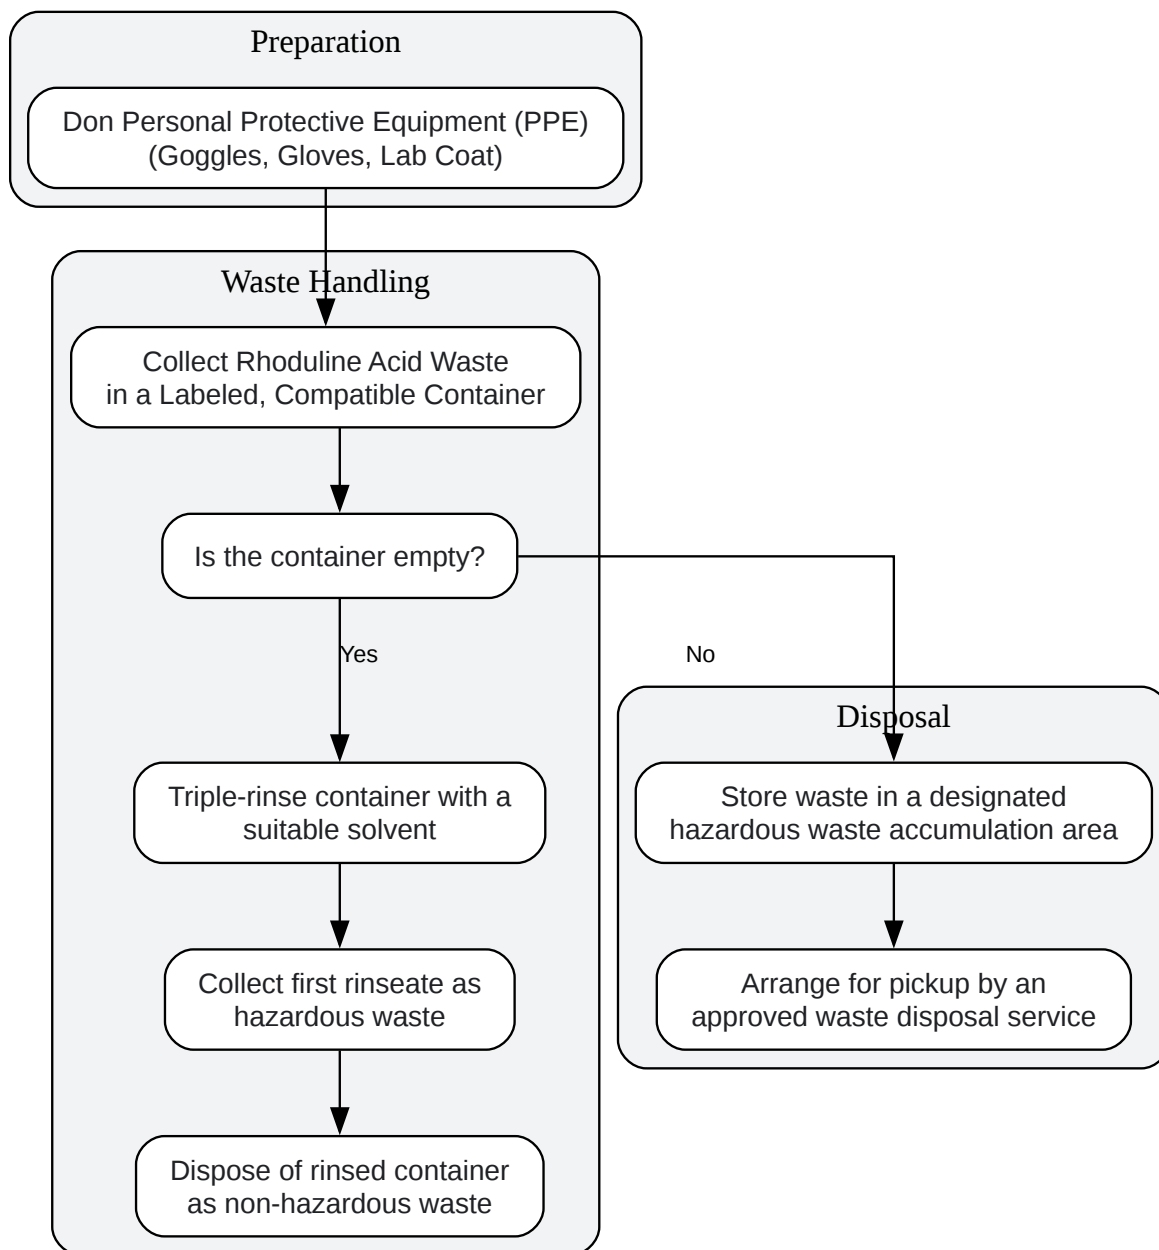 Preparation
Don Personal Protective Equipment (PPE)
(Goggles, Gloves, Lab Coat)
Waste Handling
Collect Rhoduline Acid Waste
in a Labeled, Compatible Container
Is the container empty?
Yes
No
Disposal
Triple-rinse container with a
suitable solvent
Store waste in a designated
hazardous waste accumulation area
Collect first rinseate as
hazardous waste
Arrange for pickup by an
approved waste disposal service
Dispose of rinsed container
as non-hazardous waste